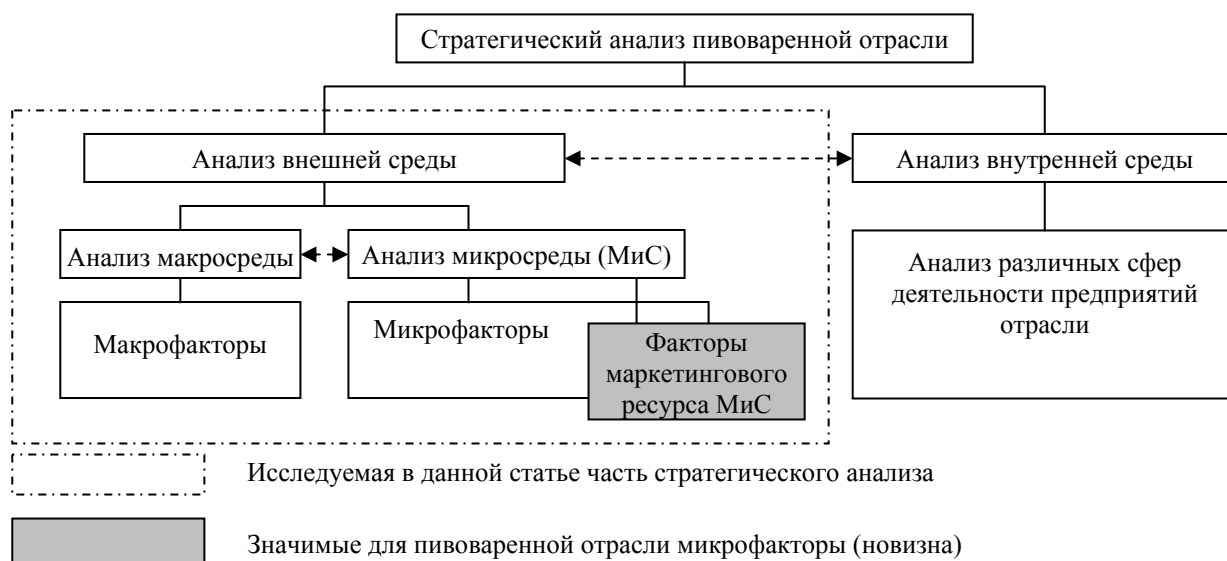 Стратегический анализ пивоваренной отрасли
Анализ внешней среды
Анализ внутренней среды
Анализ макросреды
Анализ микросреды (МиС)
Анализ различных сфер
деятельности предприятий
отрасли
Макрофакторы
Микрофакторы
Факторы
маркетингового
ресурса МиС
Исследуемая в данной статье часть стратегического анализа
Значимые для пивоваренной отрасли микрофакторы (новизна)